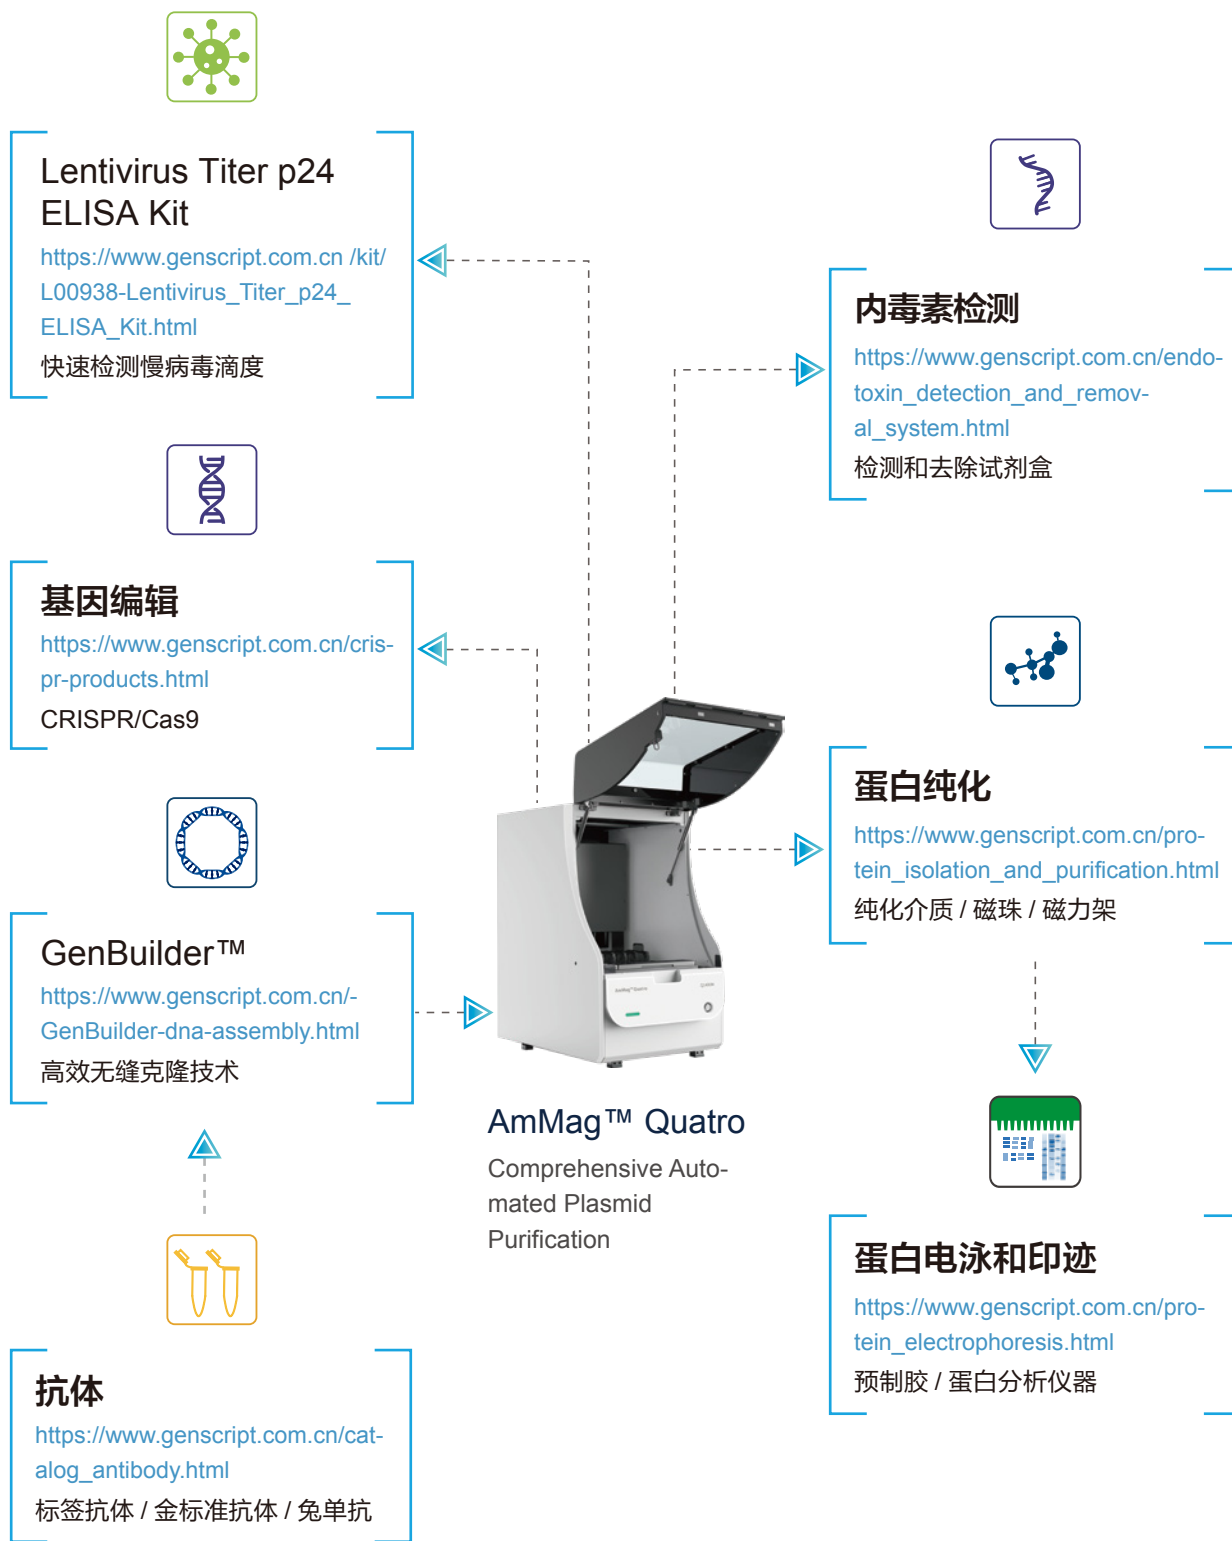 Lentivirus Titer p24
ELISA Kit
https://www.genscript.com.cn /kit/
L00938-Lentivirus_Titer_p24_
ELISA_Kit.html
快速检测慢病毒滴度
内毒素检测
https://www.genscript.com.cn/endo-
toxin_detection_and_remov-
al_system.html
检测和去除试剂盒
基因编辑
https://www.genscript.com.cn/cris-
pr-products.html
CRISPR/Cas9
蛋白纯化
https://www.genscript.com.cn/pro-
tein_isolation_and_purification.html
纯化介质 / 磁珠 / 磁力架
GenBuilder™
https://www.genscript.com.cn/-
GenBuilder-dna-assembly.html
高效无缝克隆技术
AmMag™ Quatro
AmMag™ Quatro
Comprehensive Auto-
mated Plasmid
Purification
蛋白电泳和印迹
https://www.genscript.com.cn/pro-
tein_electrophoresis.html
预制胶 / 蛋白分析仪器
抗体
https://www.genscript.com.cn/cat-
alog_antibody.html
标签抗体 / 金标准抗体 / 兔单抗